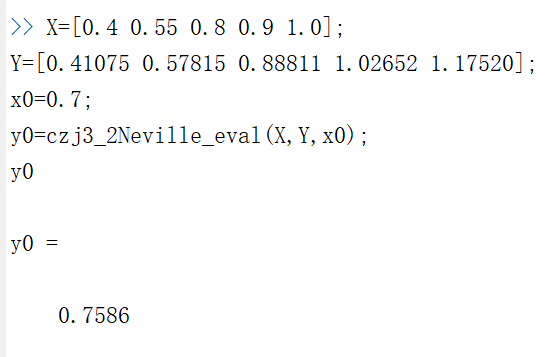 >> X=[0.4 0.55 0.8 0.9 1.0];
Y=[0.41075 0.57815 0.88811 1.02652 1.17520];
x0=0.7;
y0=czj3_2Neville_eval(X,Y,x0);
y0
y0 =
0.7586